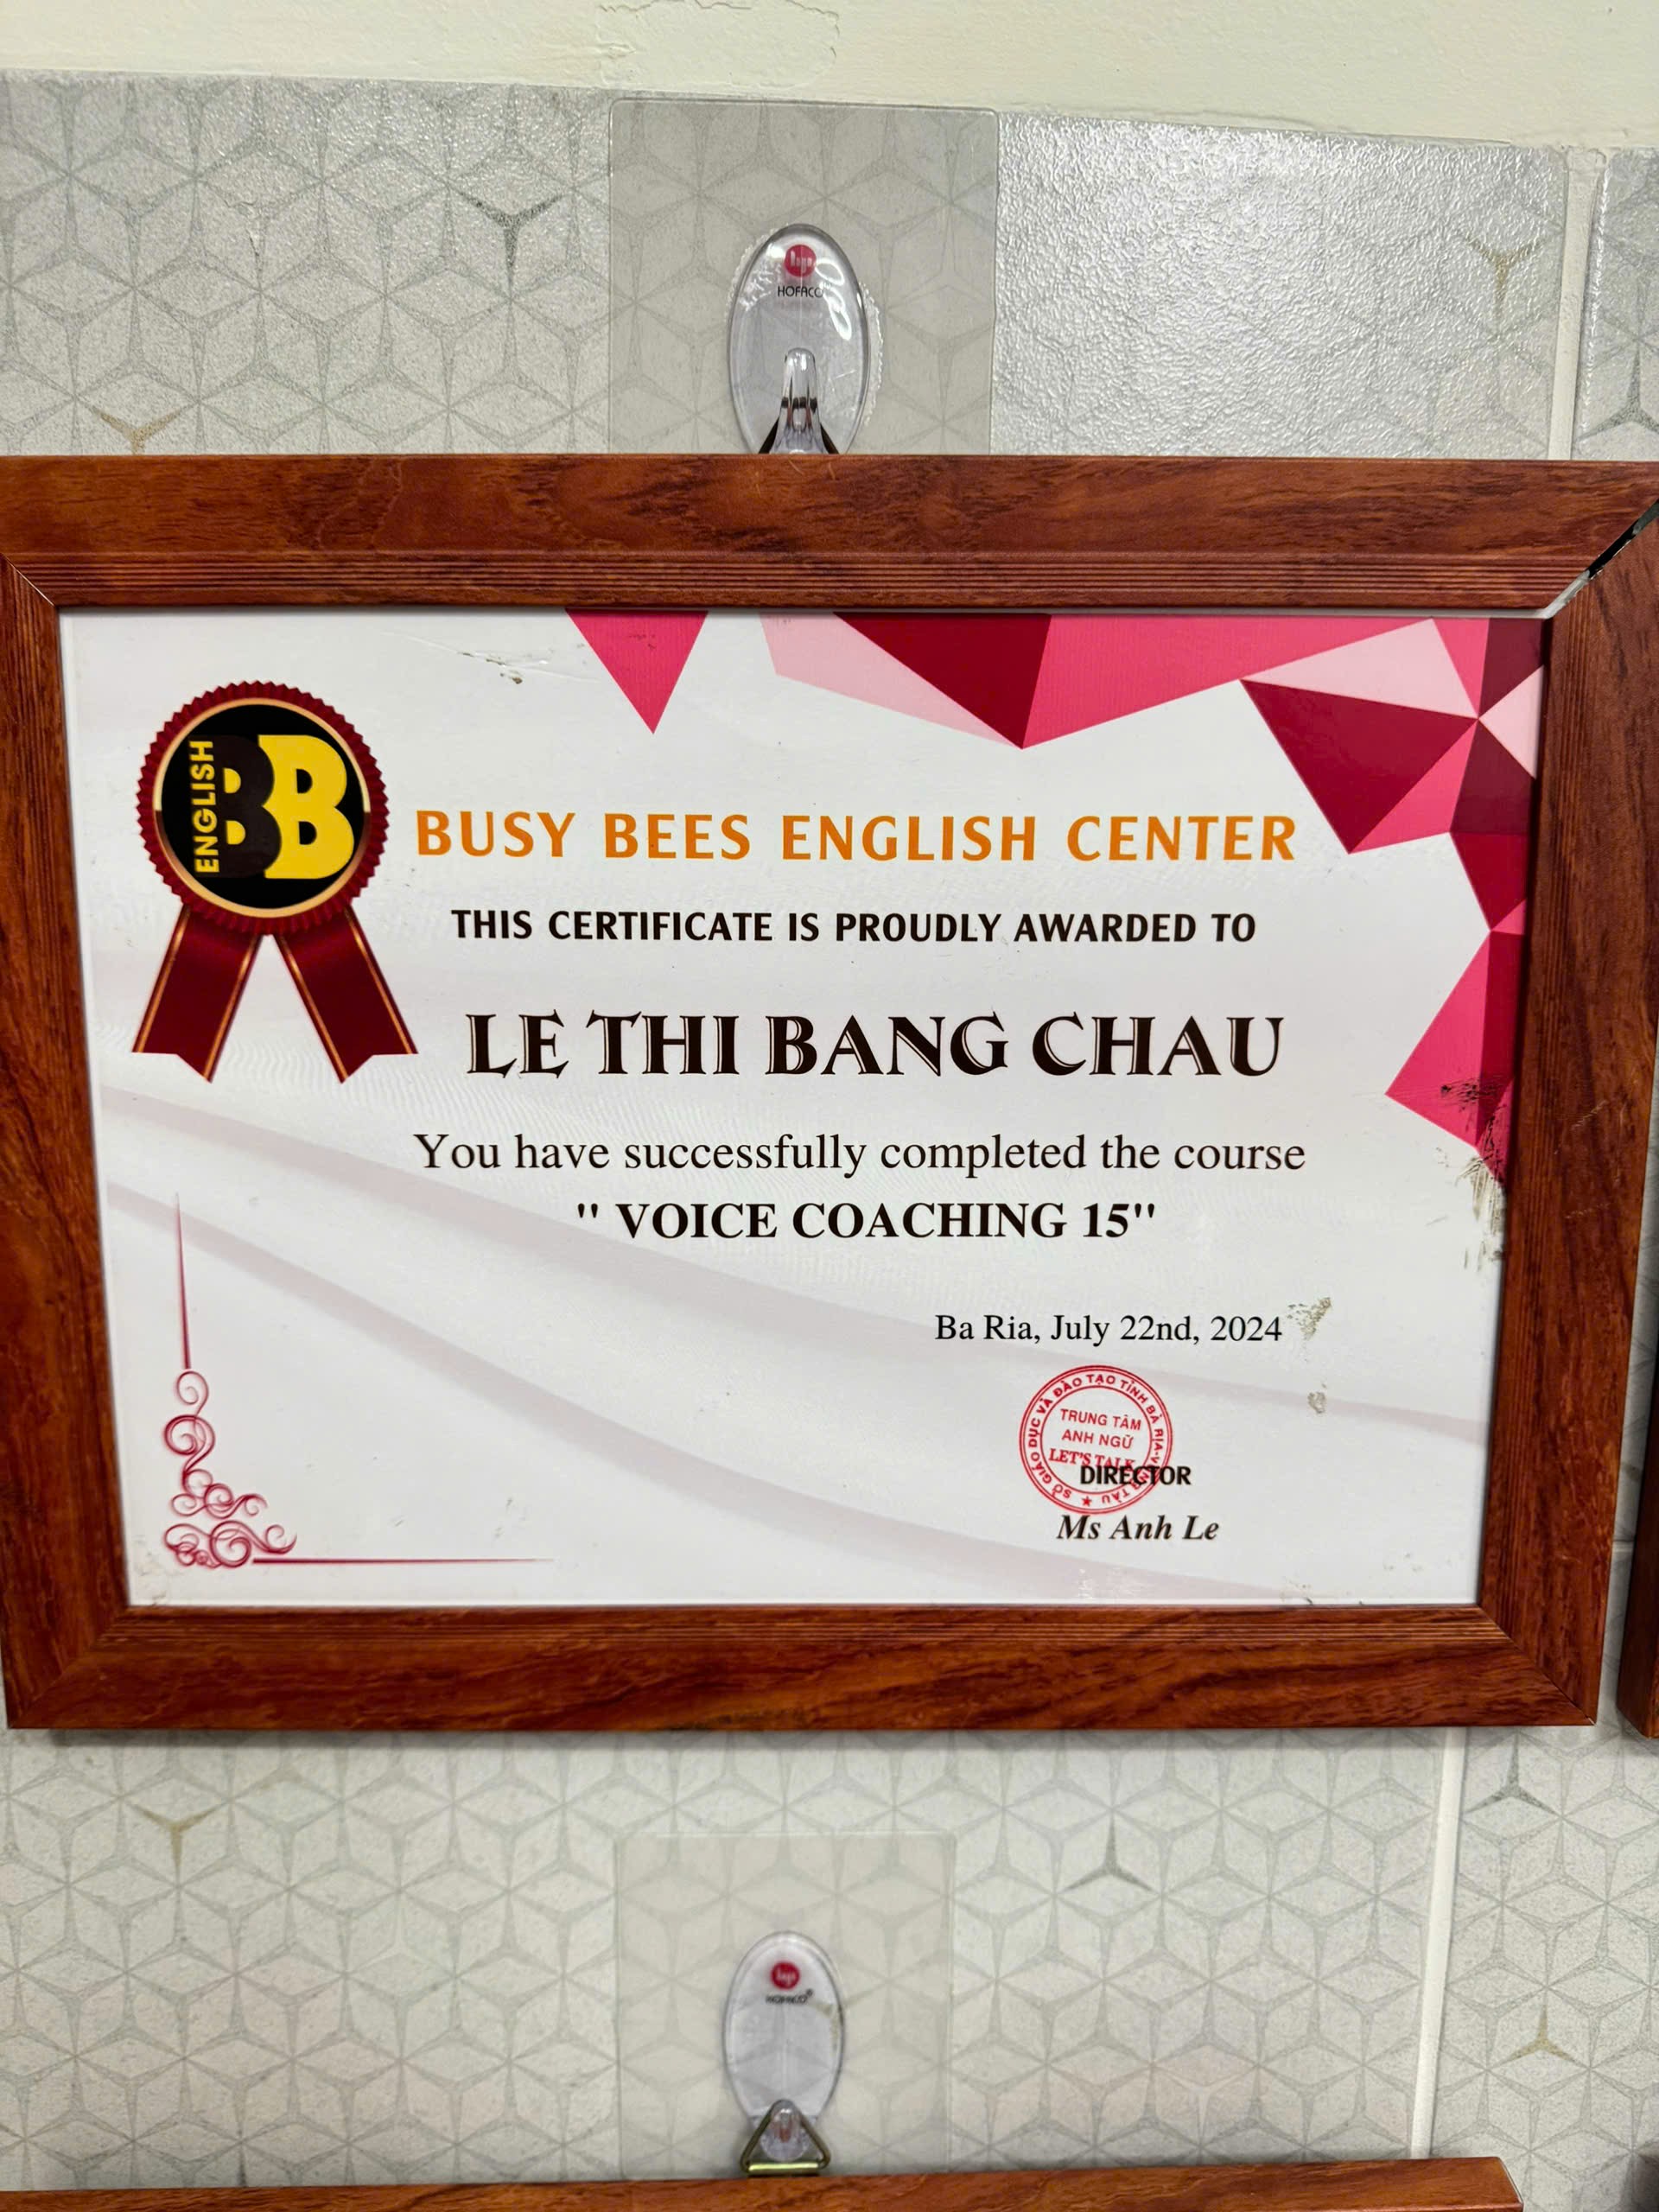 HOFACO
ENGLISH
BB
BUSY BEES ENGLISH CENTER
THIS CERTIFICATE IS PROUDLY AWARDED TO
LE THI BANG CHAU
You have successfully completed the course
" VOICE COACHING 15"
Ba Ria, July 22nd, 2024
SỞ GIÁO DỤC VÀ ĐÀO TẠO TỈNH BÀ RỊA-VŨNG TÀU
TRUNG TÂM
ANH NGỮ
LET'S TALK
DIRECTOR
Ms Anh Le
HOFACO